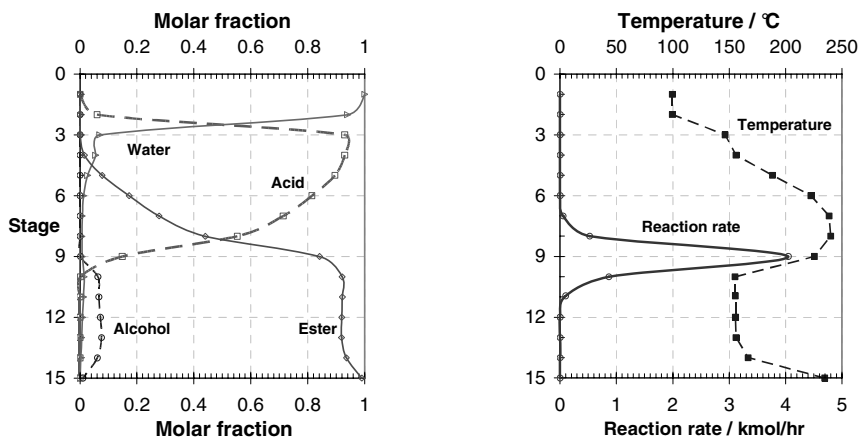 Molar fraction
0 0.2 0.4 0.6 0.8 1
0
3
6
9
12
15
Stage
Water
Acid
Alcohol
Ester
0 0.2 0.4 0.6 0.8 1
Molar fraction
Temperature / °C
0 50 100 150 200 250
0
3
6
9
12
15
Temperature
Reaction rate
0 1 2 3 4 5
Reaction rate / kmol/hr